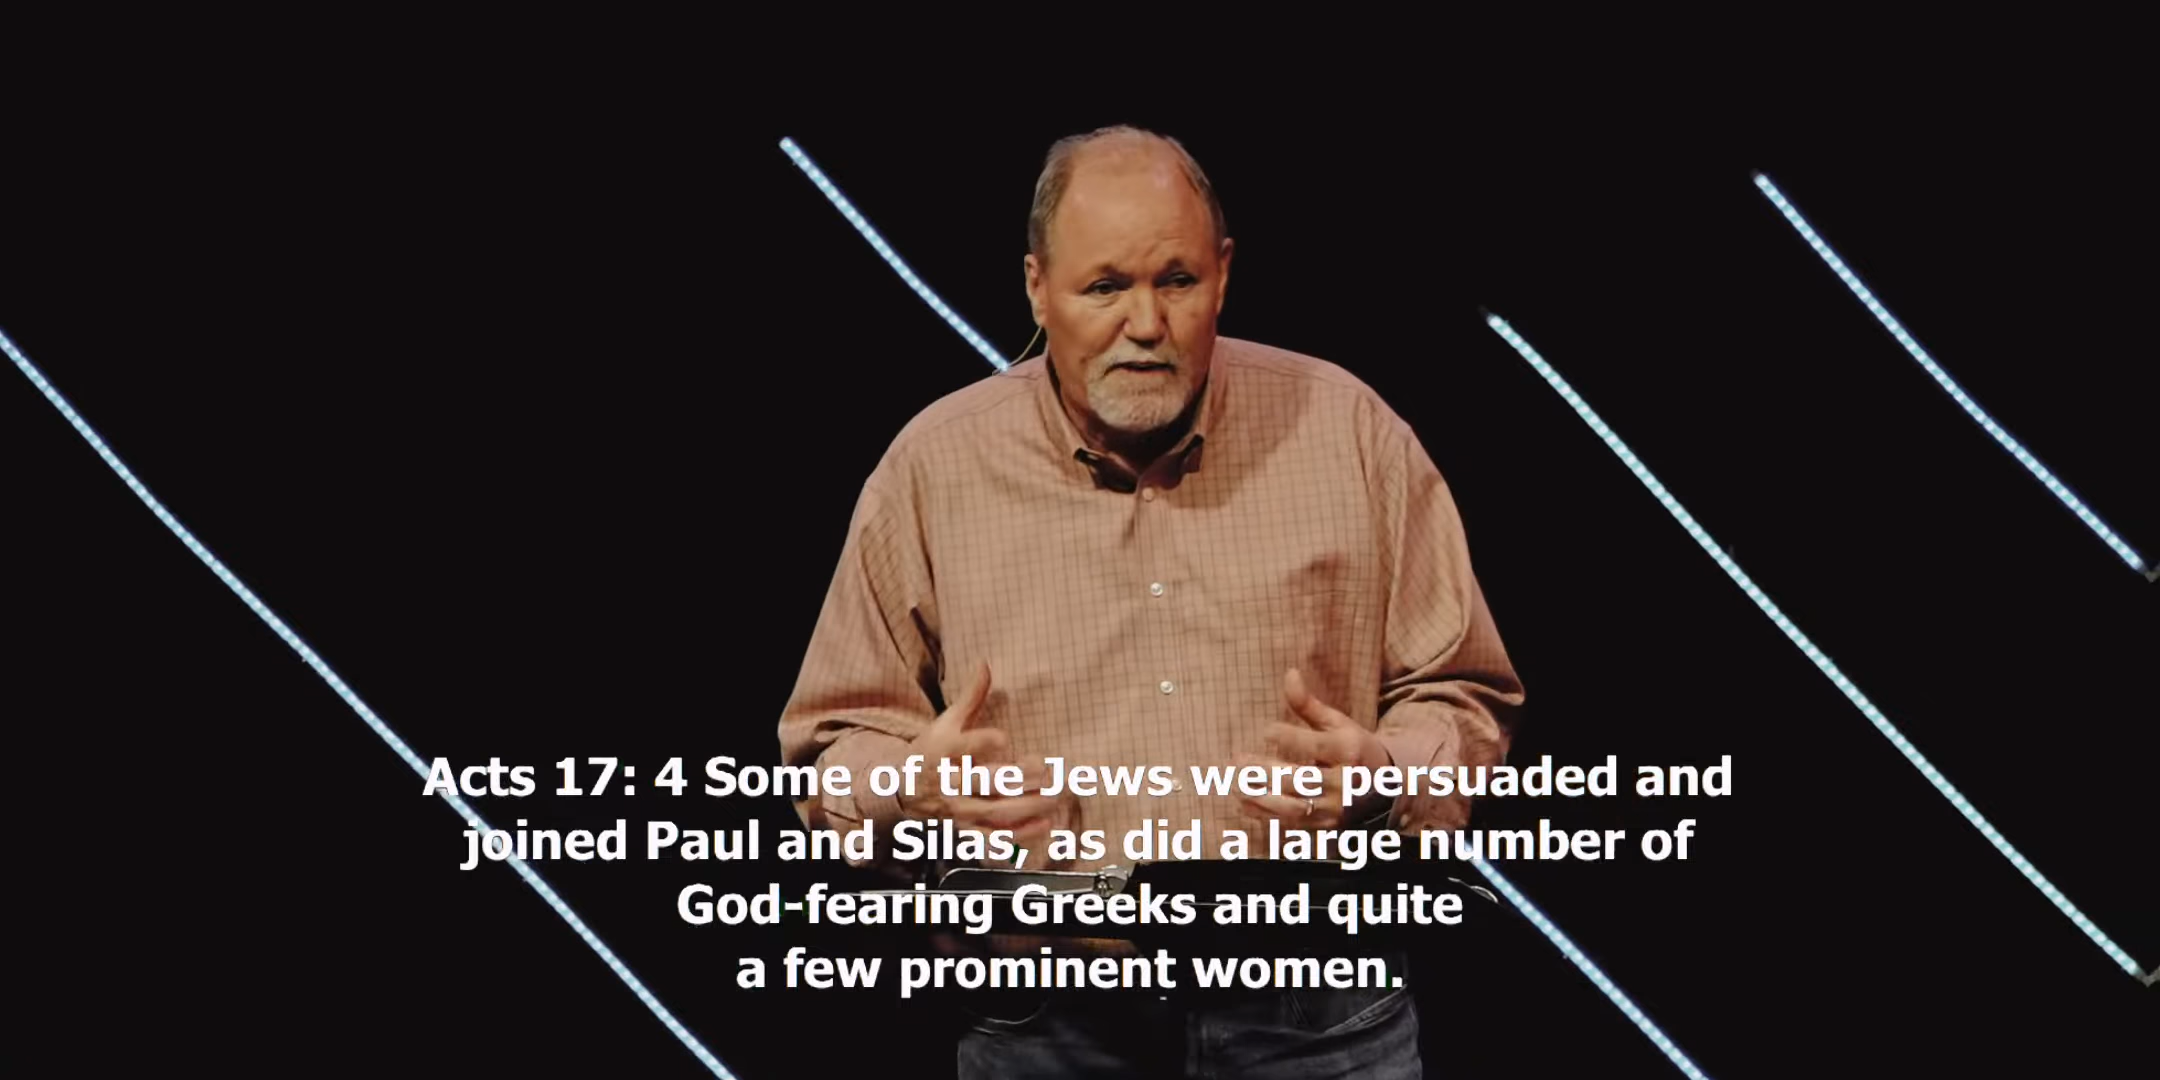 Acts 17: 4 Some of the Jews were persuaded and
joined Paul and Silas, as did a large number of
God-fearing Greeks and quite
a few prominent women.